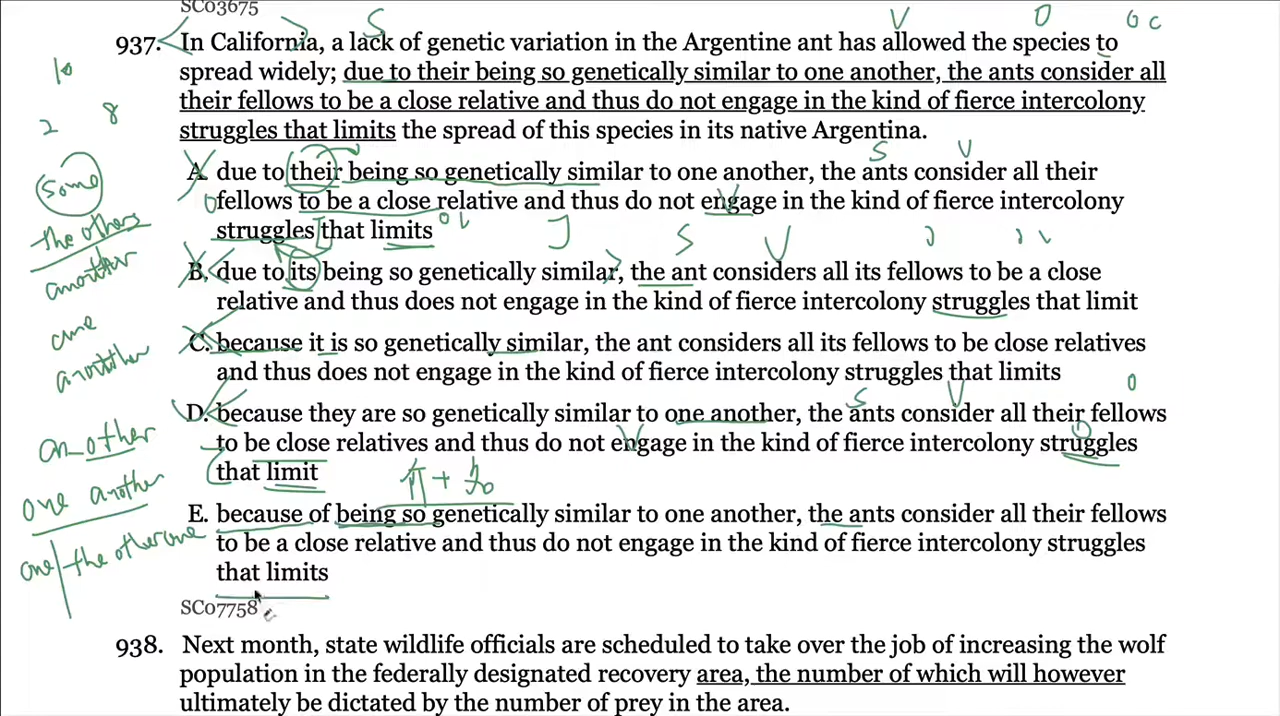 SC03675
V O O C
S
937. In California, a lack of genetic variation in the Argentine ant has allowed the species to
spread widely; due to their being so genetically similar to one another, the ants consider all
their fellows to be a close relative and thus do not engage in the kind of fierce intercolony
struggles that limits the spread of this species in its native Argentina.
10
2 8
some
the others
another
one
another
another
one another
one / the other one
S V
A. due to their being so genetically similar to one another, the ants consider all their
fellows to be a close relative and thus do not engage in the kind of fierce intercolony
struggles that limits
S V
B. due to its being so genetically similar, the ant considers all its fellows to be a close
relative and thus does not engage in the kind of fierce intercolony struggles that limit
C. because it is so genetically similar, the ant considers all its fellows to be close relatives
and thus does not engage in the kind of fierce intercolony struggles that limits
S V O
D. because they are so genetically similar to one another, the ants consider all their fellows
to be close relatives and thus do not engage in the kind of fierce intercolony struggles
that limit
E. because of being so genetically similar to one another, the ants consider all their fellows
to be a close relative and thus do not engage in the kind of fierce intercolony struggles
that limits
SC07758
938. Next month, state wildlife officials are scheduled to take over the job of increasing the wolf
population in the federally designated recovery area, the number of which will however
ultimately be dictated by the number of prey in the area.